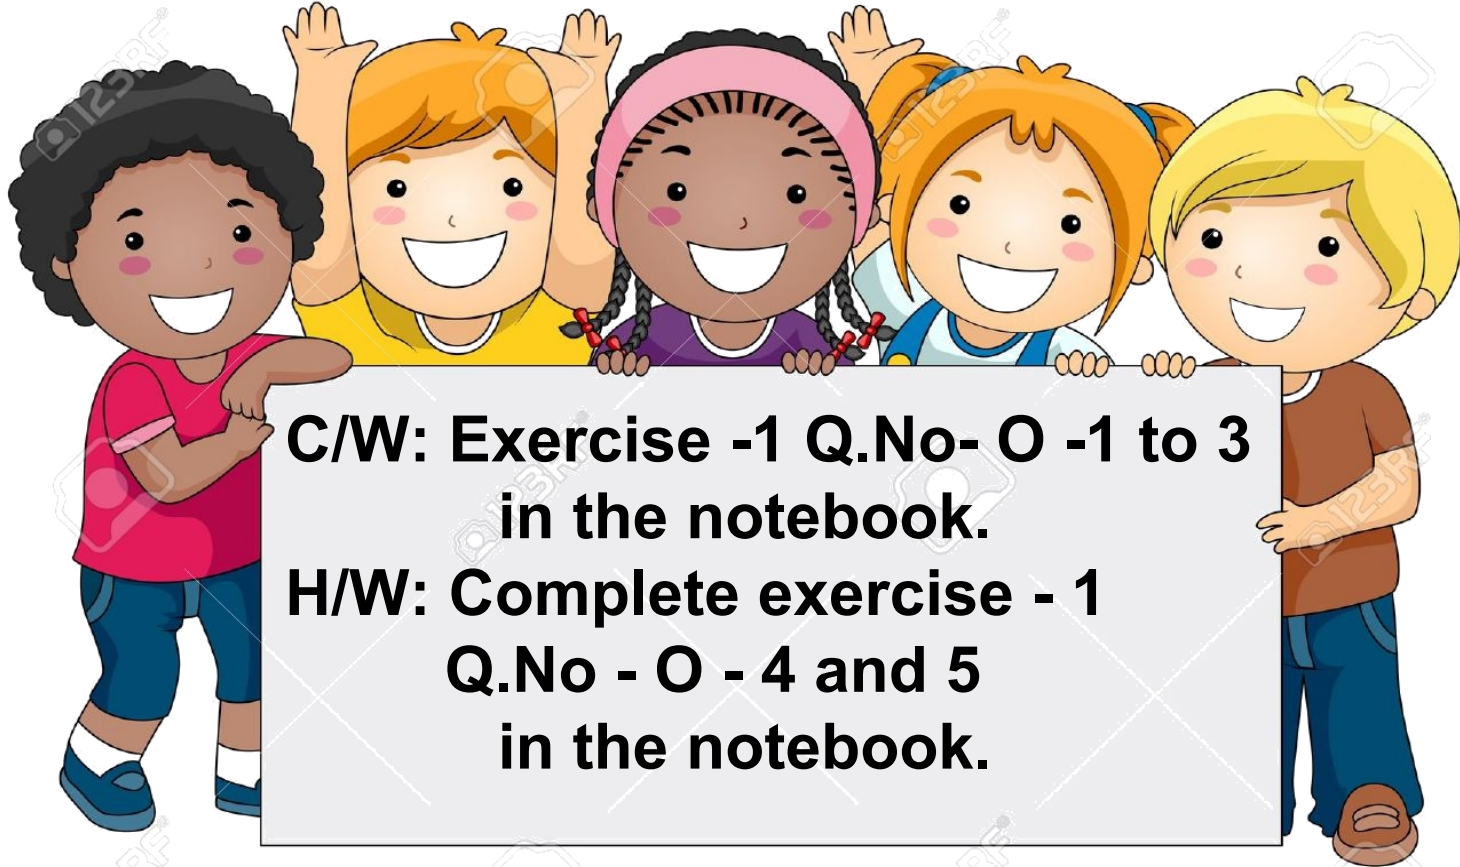 C/W: Exercise -1 Q.No- O -1 to 3
in the notebook.
H/W: Complete exercise - 1
Q.No - O - 4 and 5
in the notebook.
©123RF